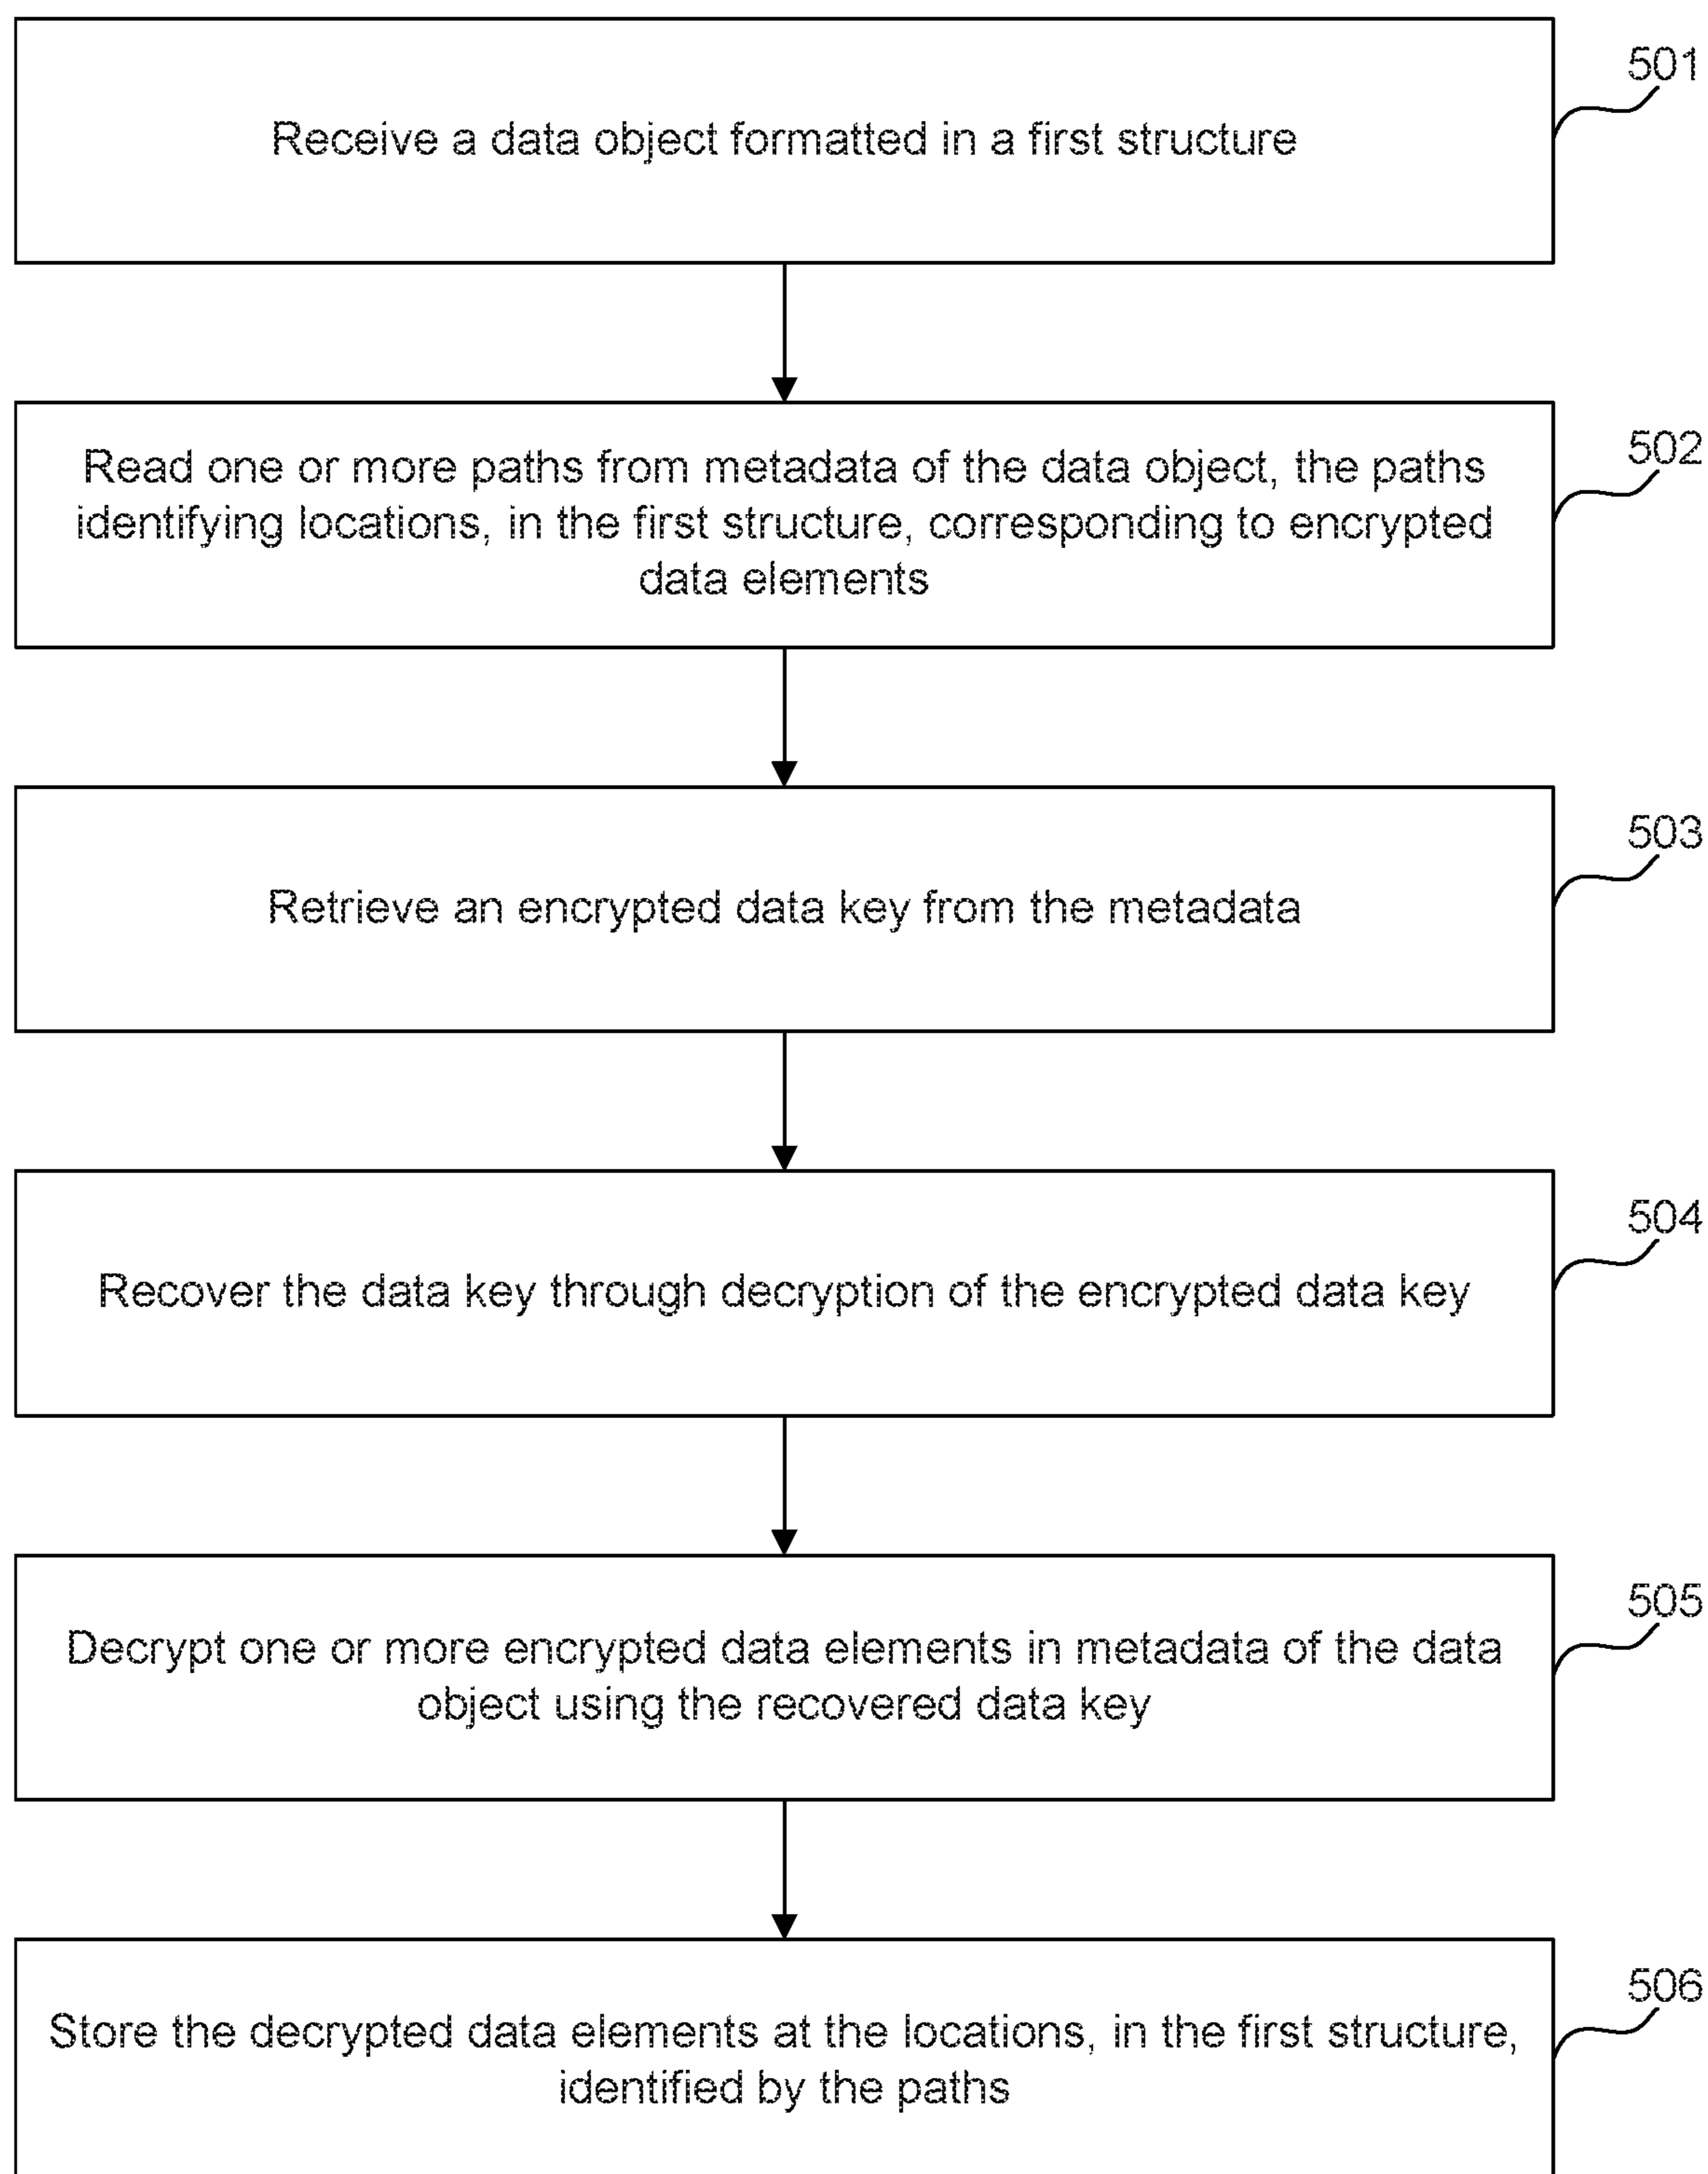 501
Receive a data object formatted in a first structure
502
Read one or more paths from metadata of the data object, the paths
identifying locations, in the first structure, corresponding to encrypted
data elements
503
Retrieve an encrypted data key from the metadata
504
Recover the data key through decryption of the encrypted data key
505
Decrypt one or more encrypted data elements in metadata of the data
object using the recovered data key
506
Store the decrypted data elements at the locations, in the first structure,
identified by the paths